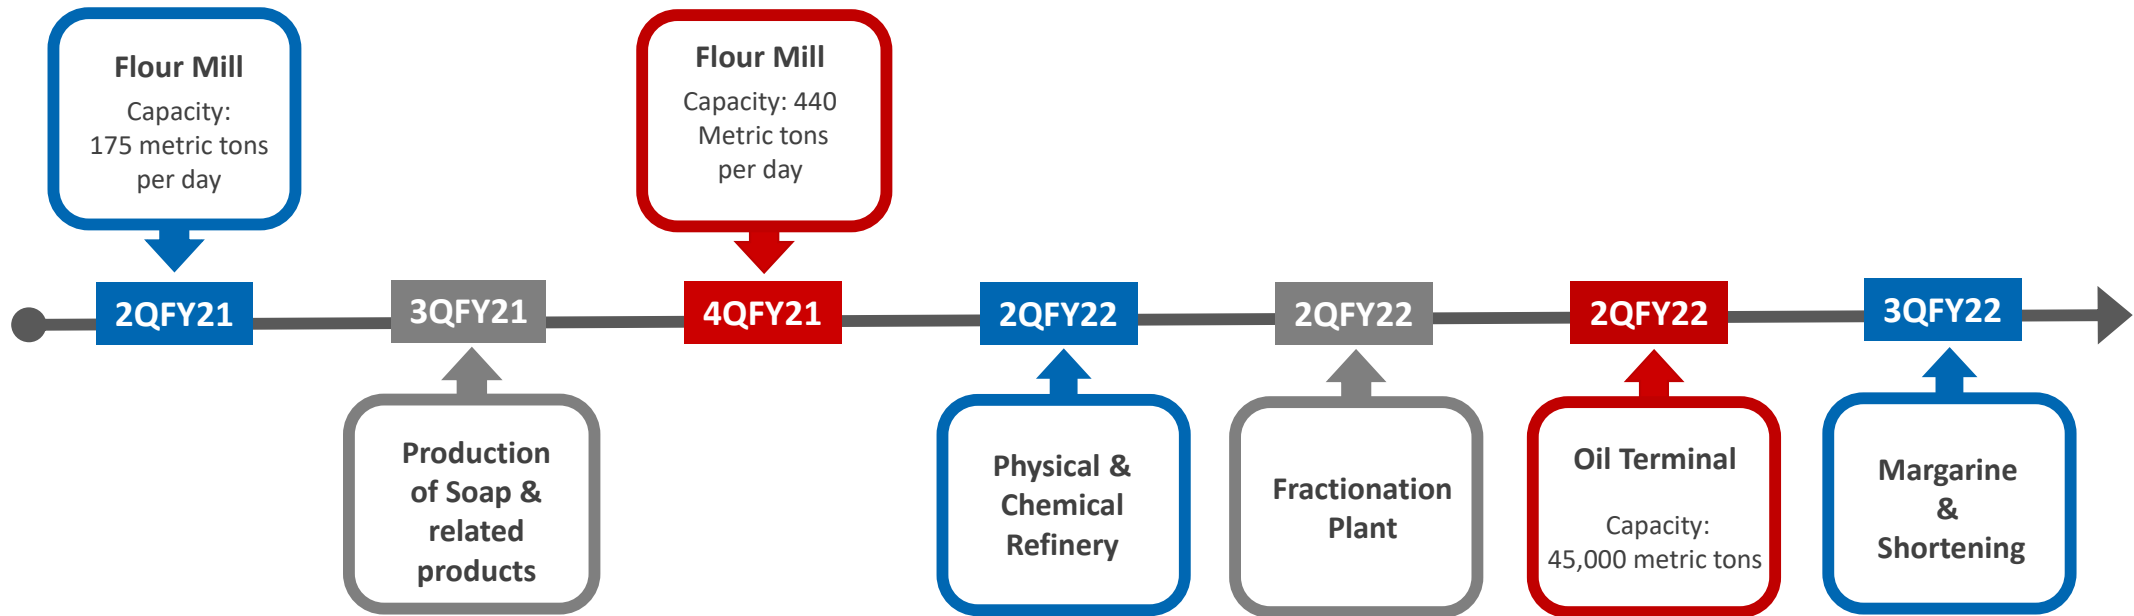 Flour Mill
Capacity:
175 metric tons
per day
Flour Mill
Capacity: 440
Metric tons
per day
2QFY21
3QFY21
4QFY21
2QFY22
2QFY22
2QFY22
3QFY22
Production
of Soap &
related
products
Physical &
Chemical
Refinery
Fractionation
Plant
Oil Terminal
Capacity:
45,000 metric tons
Margarine
&
Shortening